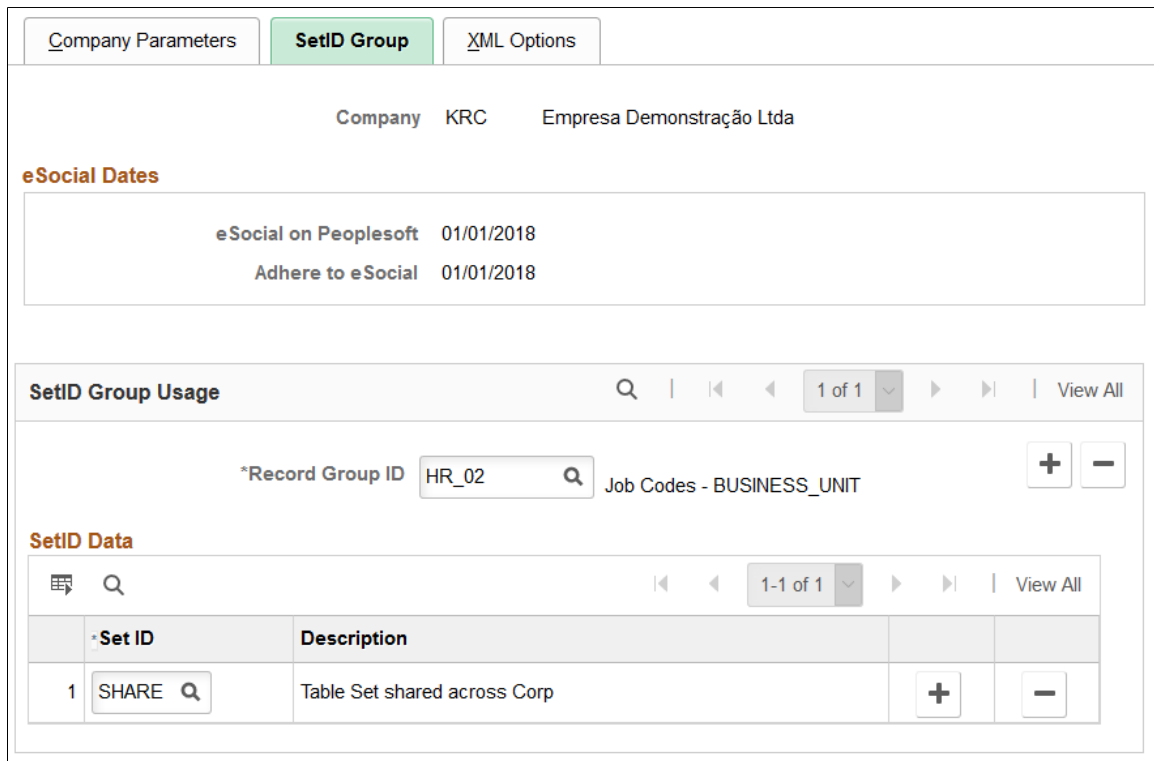 Company Parameters SetID Group XML Options
Company KRC Empresa Demonstração Ltda
eSocial Dates
eSocial on Peoplesoft 01/01/2018
Adhere to eSocial 01/01/2018
SetID Group Usage | 1 of 1 | View All
*Record Group ID HR_02 Job Codes - BUSINESS_UNIT
SetID Data
1-1 of 1 | View All
*Set ID Description
1 SHARE Table Set shared across Corp